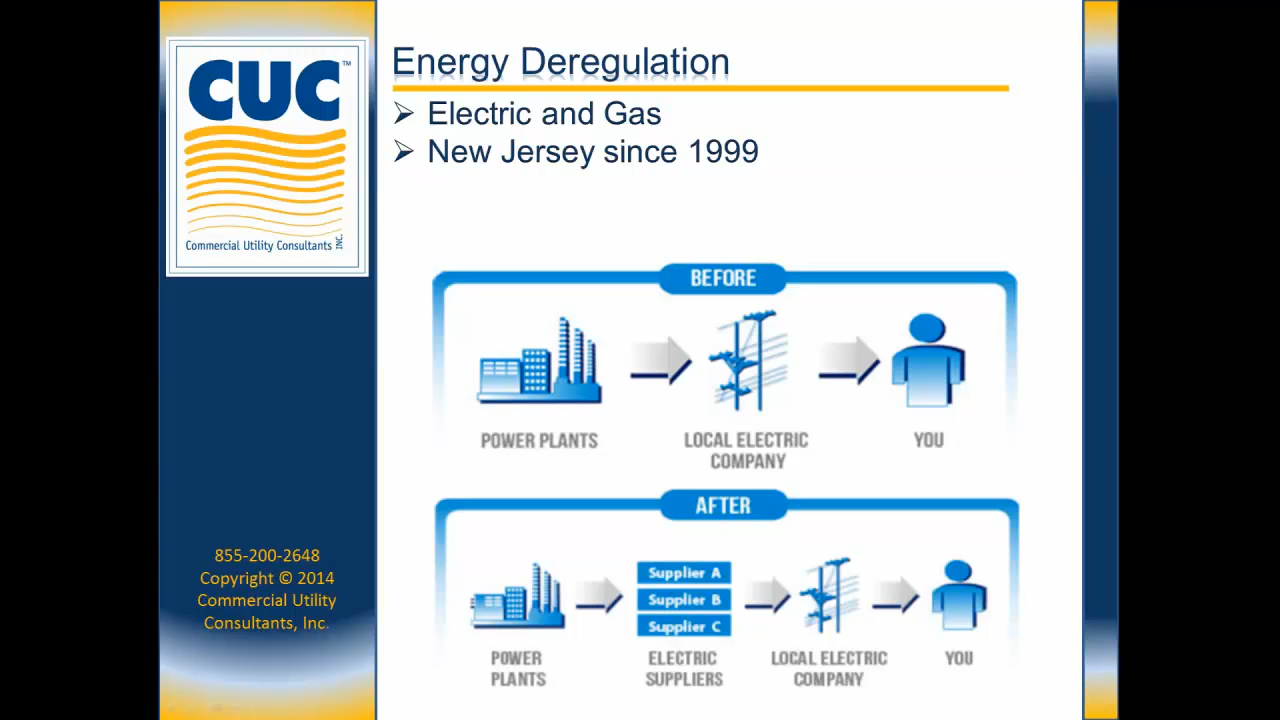 CUC™
Commercial Utility Consultants INC.
855-200-2648
Copyright © 2014
Commercial Utility
Consultants, Inc.
Energy Deregulation
Electric and Gas
New Jersey since 1999
BEFORE
POWER PLANTS
LOCAL ELECTRIC
COMPANY
YOU
AFTER
Supplier A
Supplier B
Supplier C
POWER
PLANTS
ELECTRIC
SUPPLIERS
LOCAL ELECTRIC
COMPANY
YOU